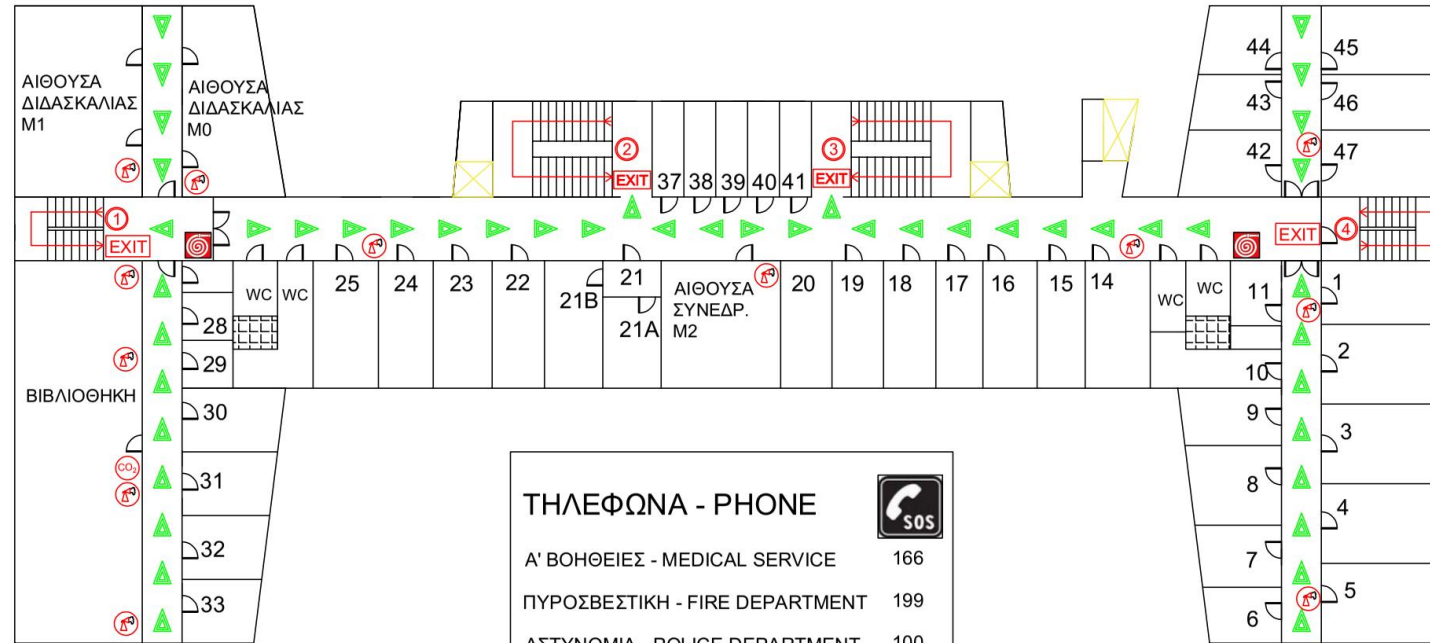 ΑΙΘΟΥΣΑ
ΔΙΔΑΣΚΑΛΙΑΣ
Μ1
ΑΙΘΟΥΣΑ
ΔΙΔΑΣΚΑΛΙΑΣ
Μ0
44
45
43
46
42
47
2
3
EXIT
37
38
39
40
41
EXIT
1
EXIT
EXIT
4
WC
WC
25
24
23
22
21B
21
21A
ΑΙΘΟΥΣΑ
ΣΥΝΕΔΡ.
Μ2
20
19
18
17
16
15
14
WC
WC
11
1
28
29
10
2
ΒΙΒΛΙΟΘΗΚΗ
30
9
3
CO2
31
8
4
32
7
33
6
5
ΤΗΛΕΦΩΝΑ - PHONE
SOS
Α' ΒΟΗΘΕΙΕΣ - MEDICAL SERVICE 166
ΠΥΡΟΣΒΕΣΤΙΚΗ - FIRE DEPARTMENT 199
ΑΣΤΥΝΟΜΙΑ - POLICE DEPARTMENT 100